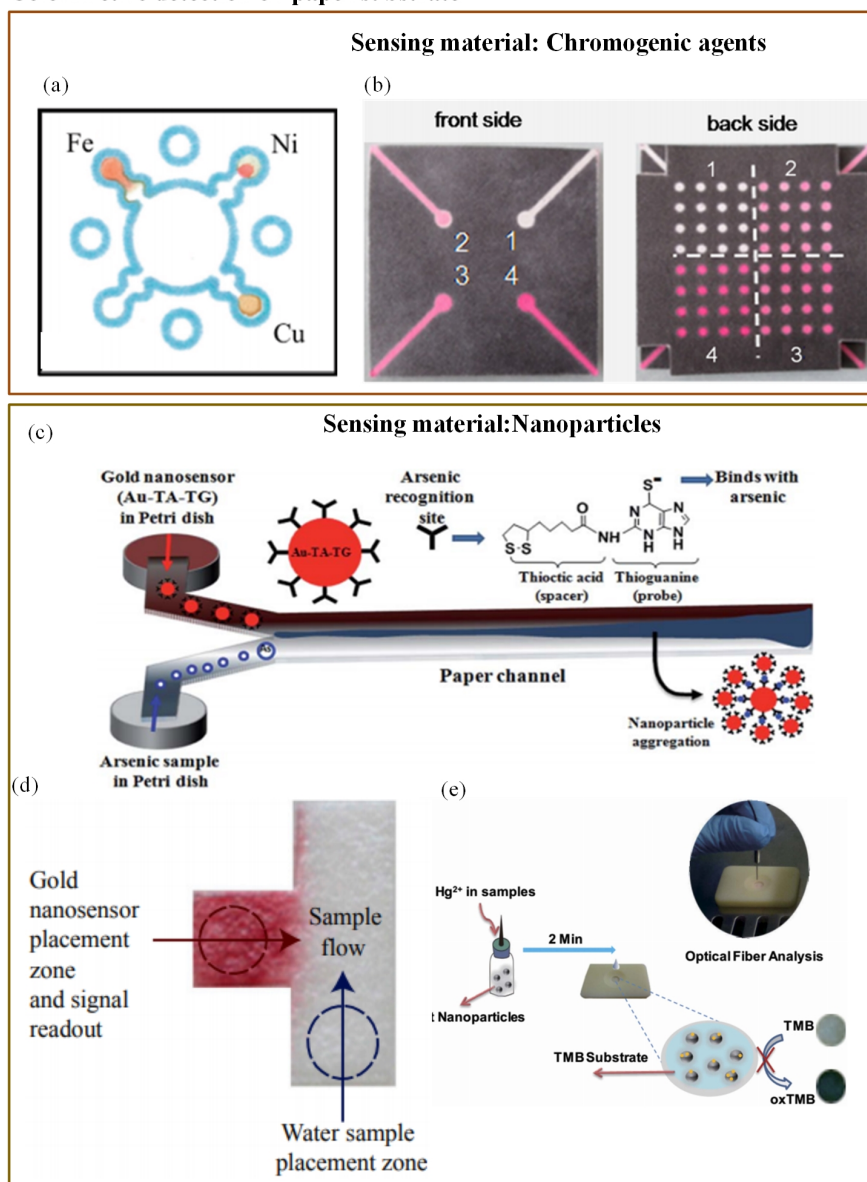 Sensing material: Chromogenic agents
(a)
Fe
Ni
Cu
(b)
front side
back side
2
1
3
4
1
2
4
3
Sensing material:Nanoparticles
(c)
Gold nanosensor
(Au-TA-TG)
in Petri dish
Au-TA-TG
Arsenic
recognition
site
S-S
O
NH
S
N
N
N
H
N
H
Thioctic acid
(spacer)
Thioguanine
(probe)
Binds with
arsenic
As
Paper channel
Arsenic sample
in Petri dish
Nanoparticle
aggregation
(d)
Gold
nanosensor
placement
zone
and signal
readout
Sample
flow
Water sample
placement zone
(e)
Hg²⁺ in samples
2 Min
t Nanoparticles
Optical Fiber Analysis
TMB Substrate
TMB
oxTMB